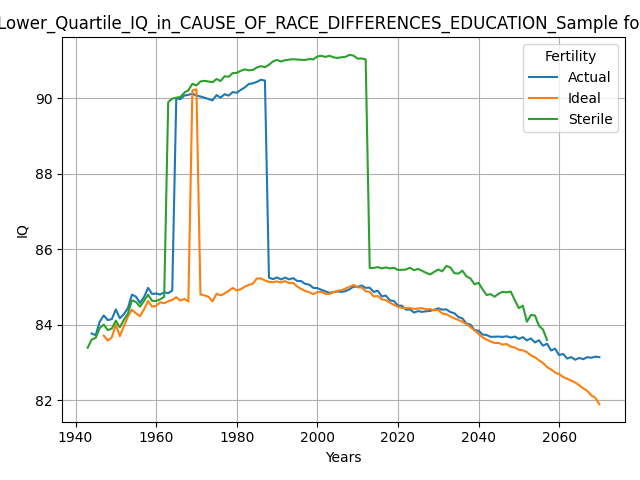 Lower_Quartile_IQ_in_CAUSE_OF_RACE_DIFFERENCES_EDUCATION_Sample fo
Fertility
Actual
Ideal
Sterile
IQ
90
88
86
84
82
1940 1960 1980 2000 2020 2040 2060
Years